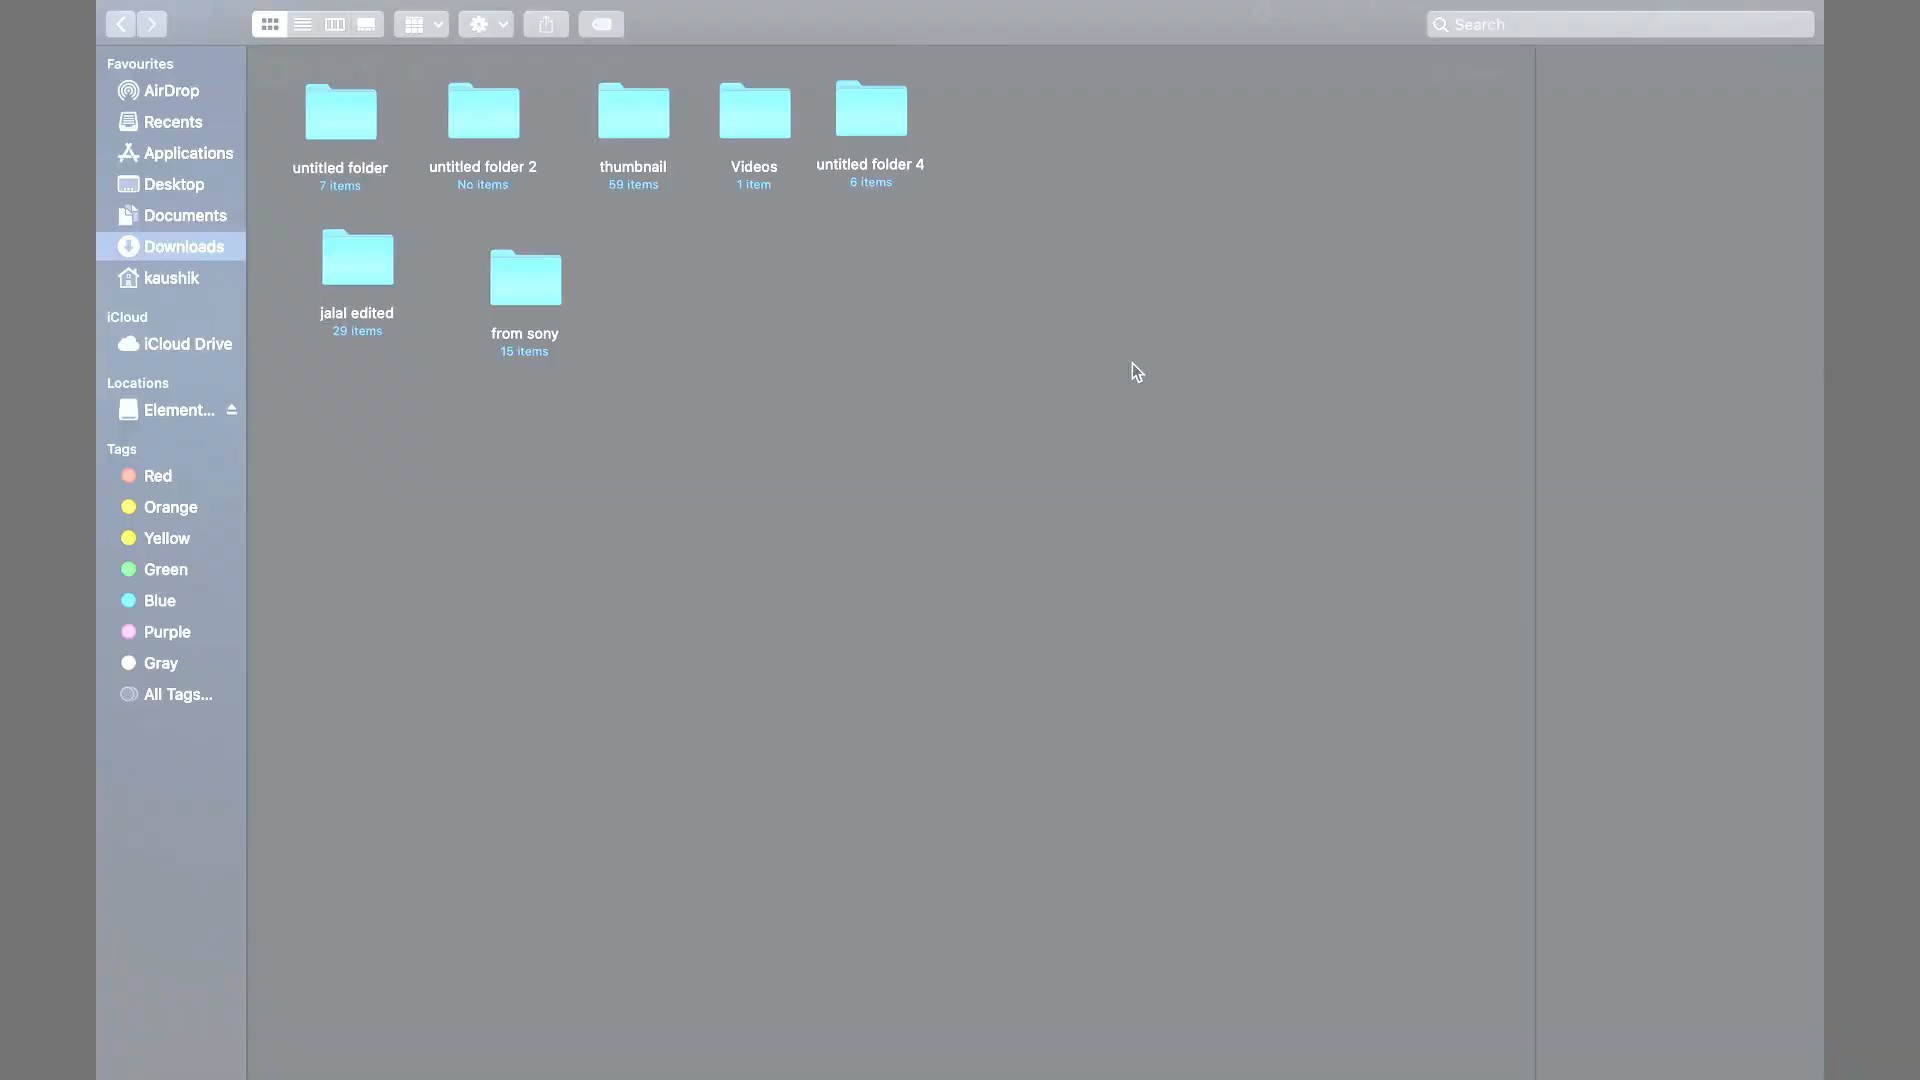 Search
Favourites
AirDrop
Recents
Applications
Desktop
Documents
Downloads
kaushik
iCloud
iCloud Drive
Locations
Element...
Tags
Red
Orange
Yellow
Green
Blue
Purple
Gray
All Tags...
untitled folder
7 items
untitled folder 2
No items
thumbnail
59 items
Videos
1 item
untitled folder 4
6 items
jalal edited
29 items
from sony
15 items